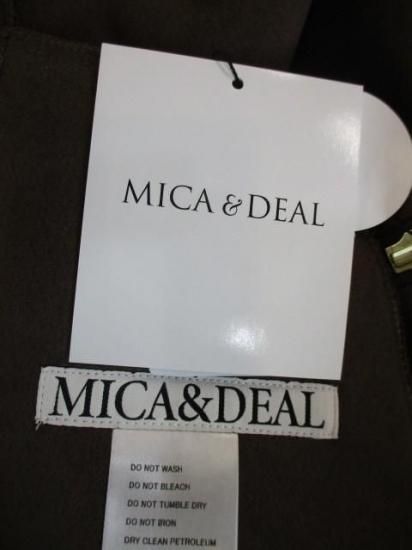 MICA & DEAL
MICA&DEAL
DO NOT WASH
DO NOT BLEACH
DO NOT TUMBLE DRY
DO NOT IRON
DRY CLEAN PETROLEUM